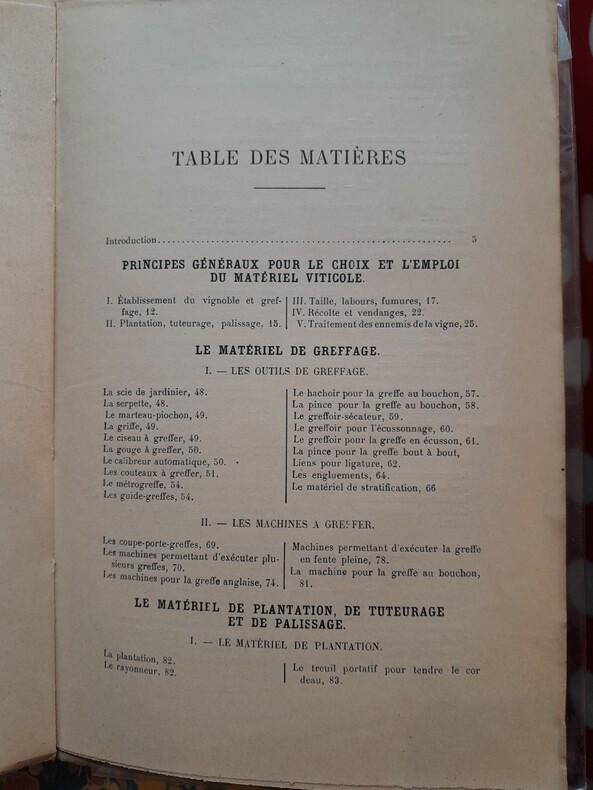 TABLE DES MATIÈRES
Introduction.................................................... 5
PRINCIPES GÉNÉRAUX POUR LE CHOIX ET L'EMPLOI
DU MATÉRIEL VITICOLE.
I. Établissement du vignoble et gref-
fage, 12.
II. Plantation, tuteurage, palissage, 15.
III. Taille, labours, fumures, 17.
IV. Récolte et vendanges, 22.
V. Traitement des ennemis de la vigne, 25.
LE MATÉRIEL DE GREFFAGE.
I. — LES OUTILS DE GREFFAGE.
La scie de jardinier, 48.
La serpette, 48.
Le marteau-piochon, 49.
La griffe, 49.
Le ciseau à greffer, 49.
La gouge à greffer, 50.
Le calibreur automatique, 50.
Les couteaux à greffer, 51.
Le métrogreffe, 54.
Les guide-greffes, 54.
Le hachoir pour la greffe au bouchon, 57.
La pince pour la greffe au bouchon, 58.
Le greffoir-sécateur, 59.
Le greffoir pour l'écussonnage, 60.
Le greffoir pour la greffe en écusson, 61.
La pince pour la greffe bout à bout,
Liens pour ligature, 62.
Les engluements, 64.
Le matériel de stratification, 66
II. — LES MACHINES A GREFFER.
Les coupe-porte-greffes, 69.
Les machines permettant d'exécuter plu-
sieurs greffes, 70.
Les machines pour la greffe anglaise, 74.
Machines permettant d'exécuter la greffe
en fente pleine, 78.
La machine pour la greffe au bouchon,
81.
LE MATÉRIEL DE PLANTATION, DE TUTEURAGE
ET DE PALISSAGE.
I. — LE MATÉRIEL DE PLANTATION.
La plantation, 82.
Le rayonneur, 82.
Le treuil portatif pour tendre le cor
deau, 83.